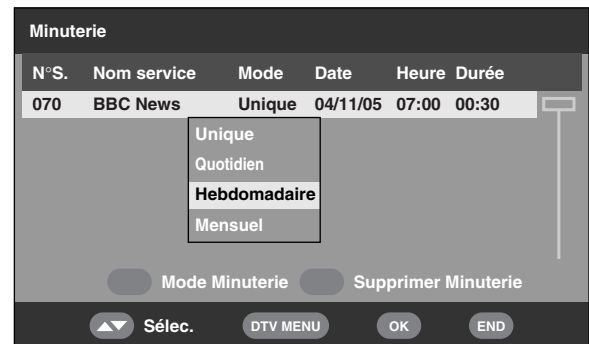 Minuterie
N°S. Nom service Mode Date Heure Durée
070 BBC News Unique 04/11/05 07:00 00:30
Unique
Quotidien
Hebdomadaire
Mensuel
Mode Minuterie Supprimer Minuterie
Sélec. DTV MENU OK END